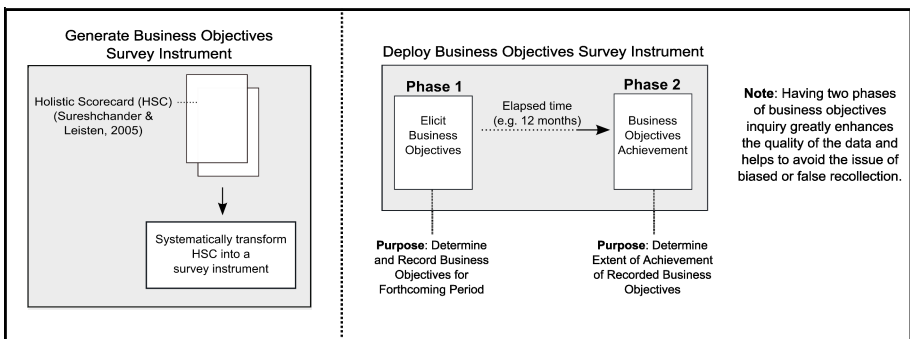 Generate Business Objectives
Survey Instrument
Holistic Scorecard (HSC)
(Sureshchander &
Leisten, 2005)
Systematically transform
HSC into a
survey instrument
Deploy Business Objectives Survey Instrument
Phase 1
Elicit
Business
Objectives
Elapsed time
(e.g. 12 months)
Phase 2
Business
Objectives
Achievement
Purpose: Determine
and Record Business
Objectives for
Forthcoming Period
Purpose: Determine
Extent of Achievement
of Recorded Business
Objectives
Note: Having two phases
of business objectives
inquiry greatly enhances
the quality of the data and
helps to avoid the issue of
biased or false recollection.